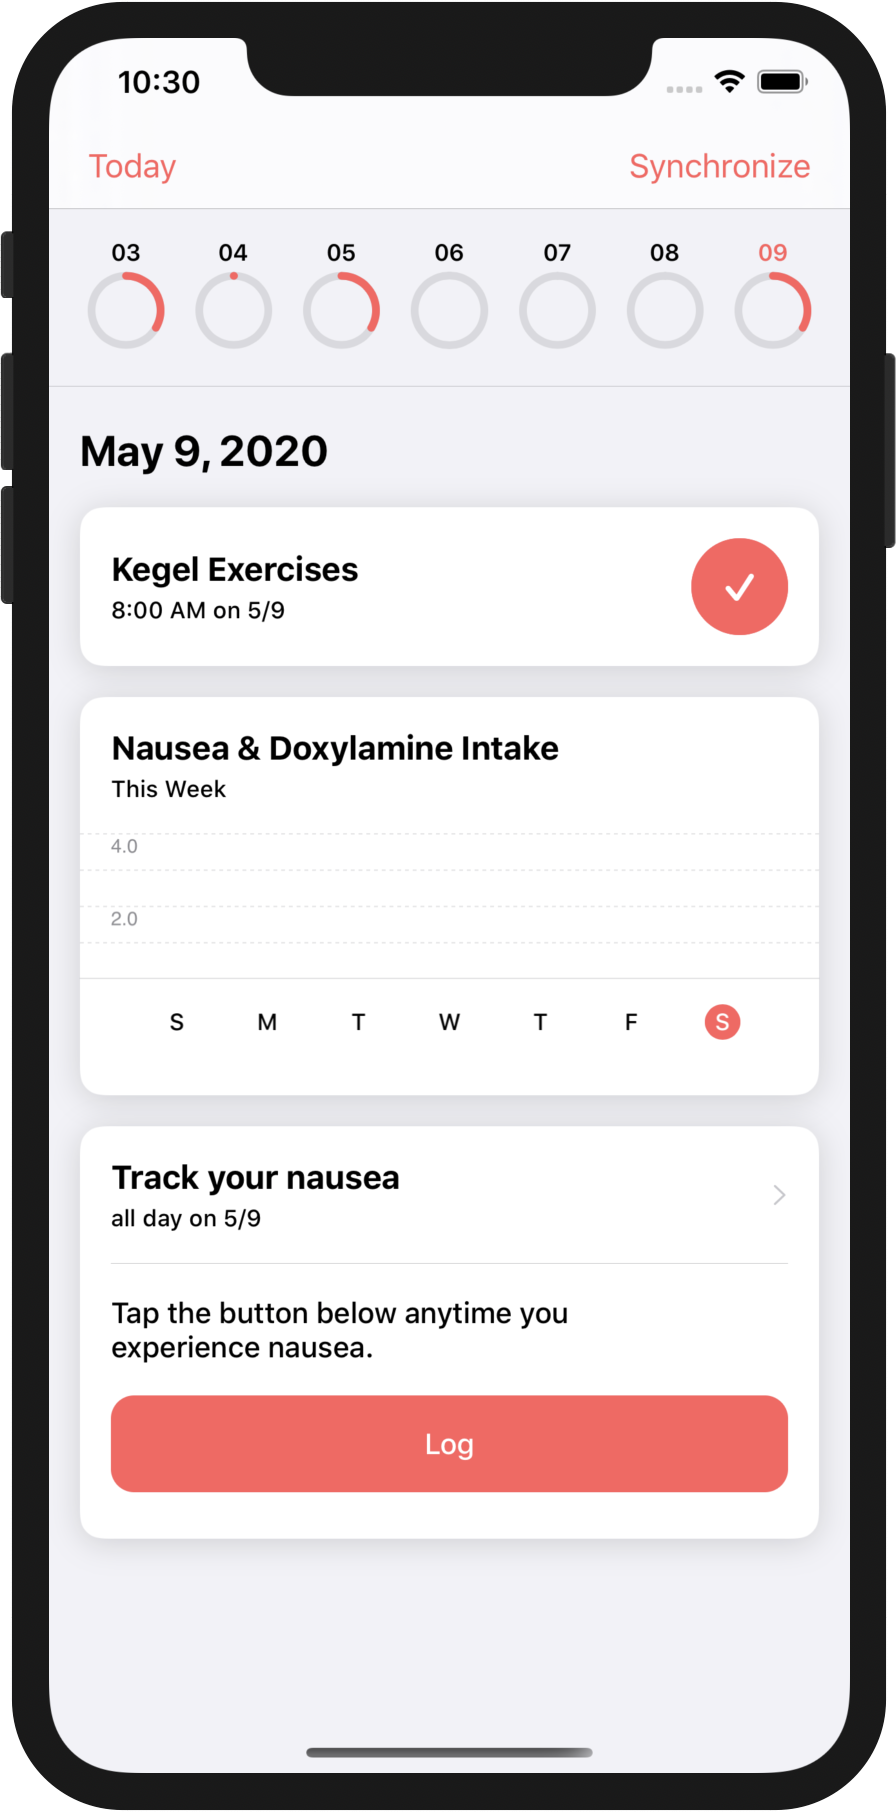 10:30
Today Synchronize
03 04 05 06 07 08 09
May 9, 2020
Kegel Exercises
8:00 AM on 5/9
Nausea & Doxylamine Intake
This Week
4.0
2.0
S M T W T F S
Track your nausea
all day on 5/9
Tap the button below anytime you
experience nausea.
Log